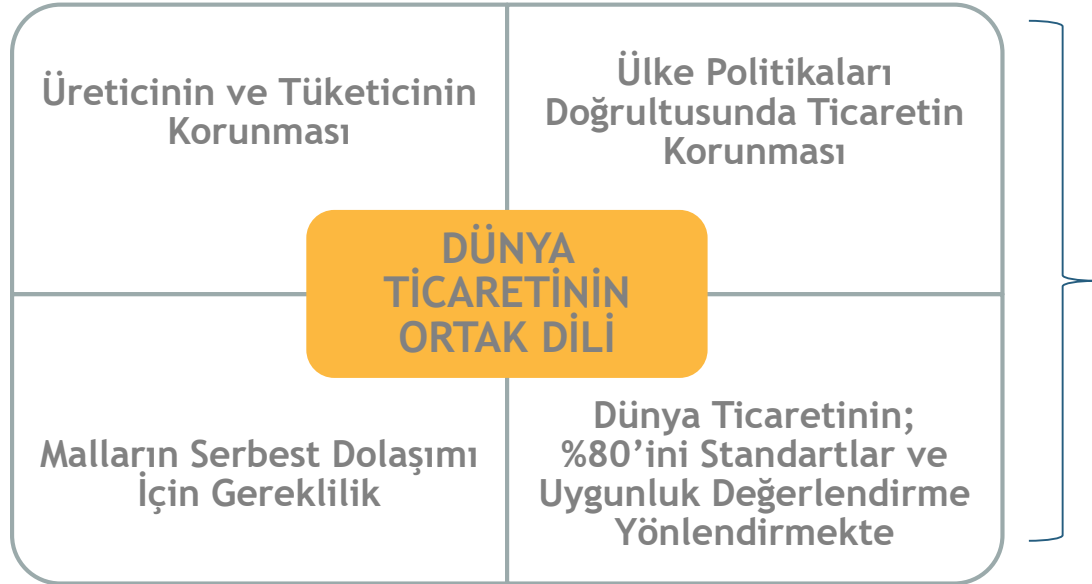 Üreticinin ve Tüketicinin
Korunması
Ülke Politikaları
Doğrultusunda Ticaretin
Korunması
DÜNYA
TİCARETİNİN
ORTAK DİLİ
Malların Serbest Dolaşımı
İçin Gereklilik
Dünya Ticaretinin;
%80’ini Standartlar ve
Uygunluk Değerlendirme
Yönlendirmekte